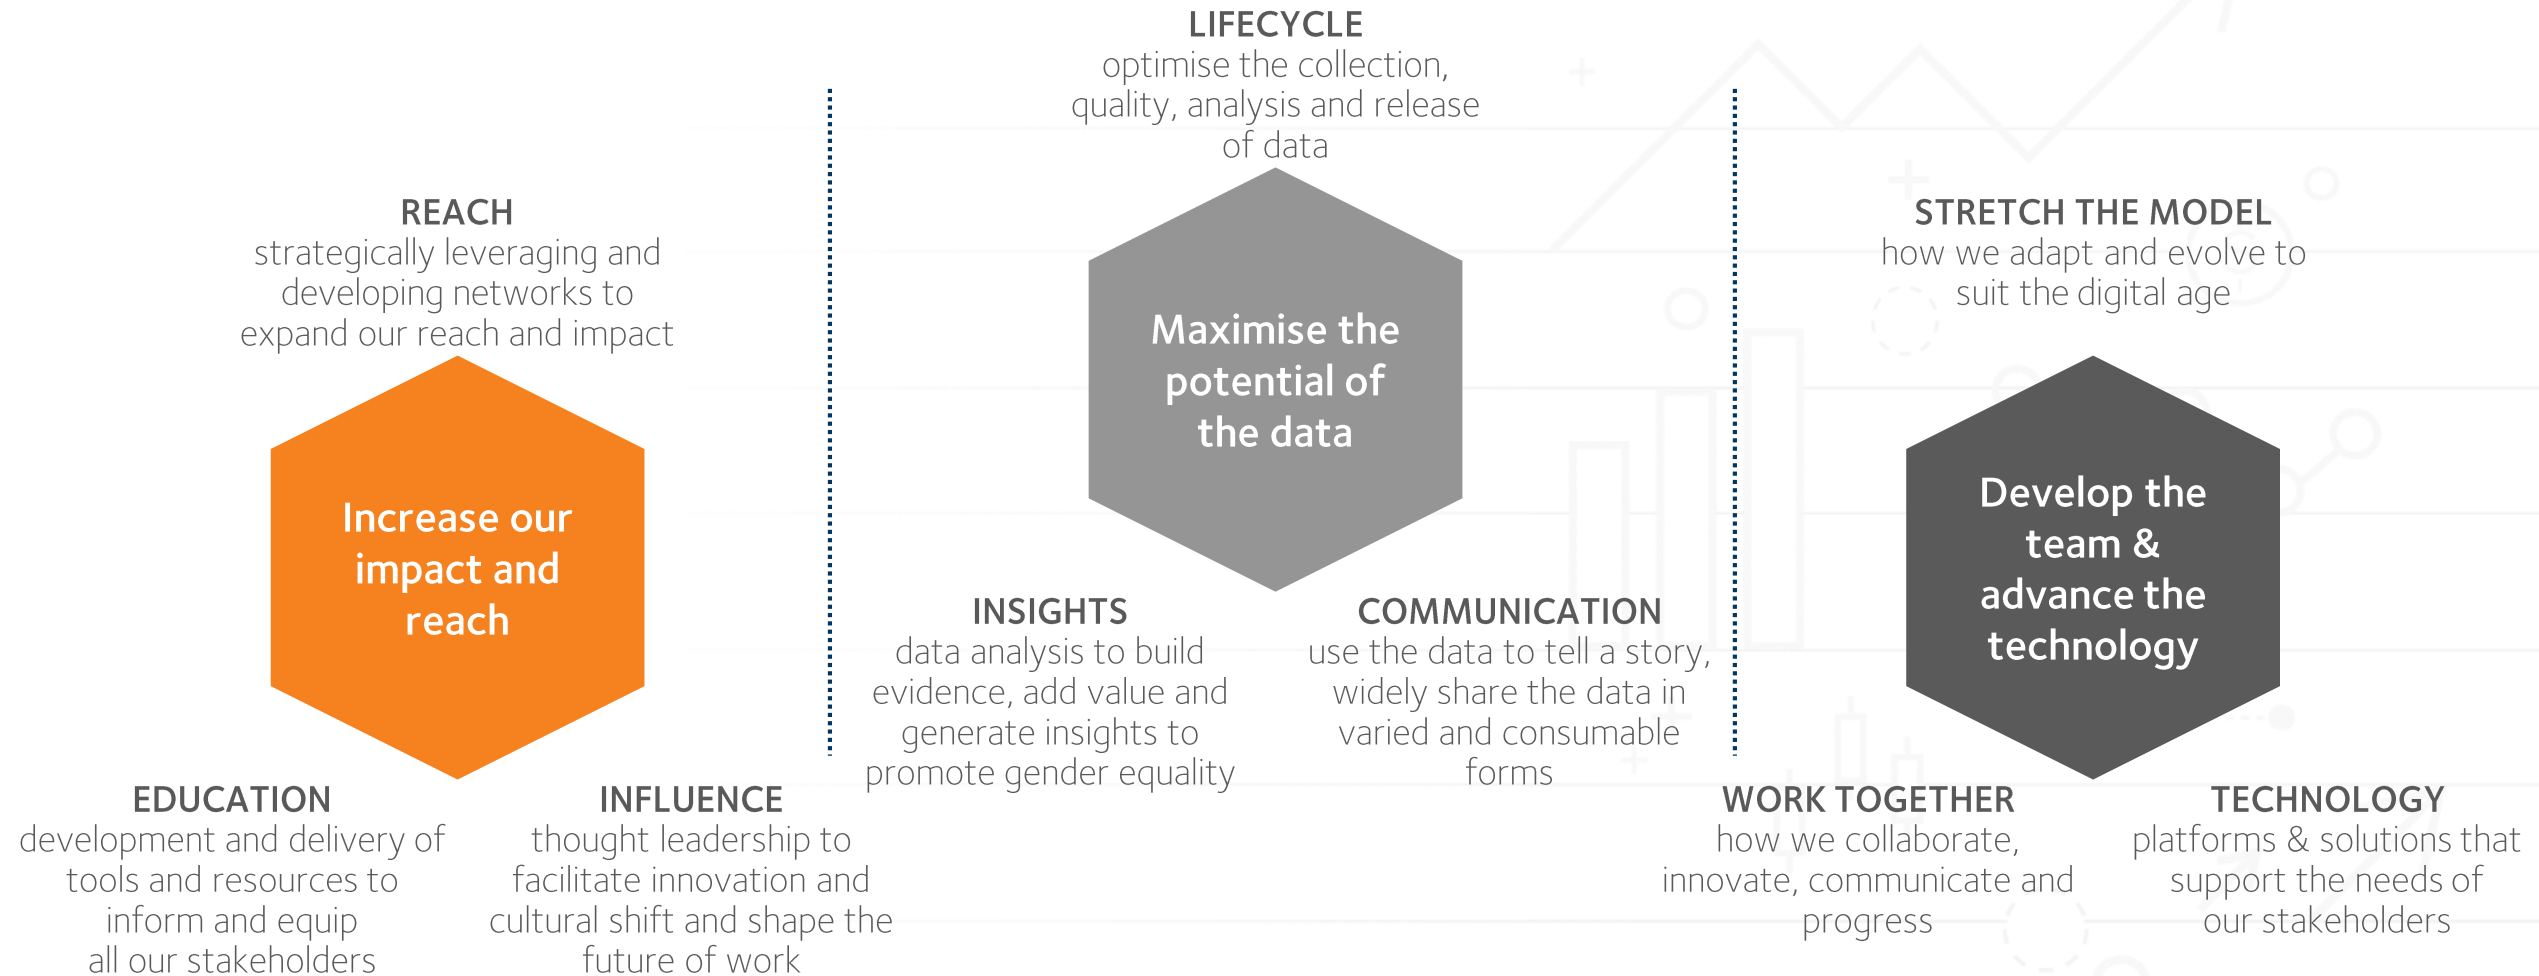 REACH
strategically leveraging and
developing networks to
expand our reach and impact
Increase our
impact and
reach
EDUCATION
development and delivery of
tools and resources to
inform and equip
all our stakeholders
INFLUENCE
thought leadership to
facilitate innovation and
cultural shift and shape the
future of work
LIFECYCLE
optimise the collection,
quality, analysis and release
of data
Maximise the
potential of
the data
INSIGHTS
data analysis to build
evidence, add value and
generate insights to
promote gender equality
COMMUNICATION
use the data to tell a story,
widely share the data in
varied and consumable
forms
STRETCH THE MODEL
how we adapt and evolve to
suit the digital age
Develop the
team &
advance the
technology
WORK TOGETHER
how we collaborate,
innovate, communicate and
progress
TECHNOLOGY
platforms & solutions that
support the needs of
our stakeholders